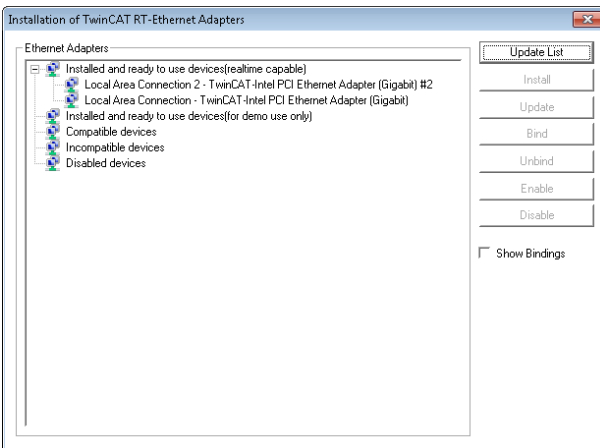 Installation of TwinCAT RT-Ethernet Adapters
Ethernet Adapters
Installed and ready to use devices(realtime capable)
Local Area Connection 2 - TwinCAT-Intel PCI Ethernet Adapter (Gigabit) #2
Local Area Connection - TwinCAT-Intel PCI Ethernet Adapter (Gigabit)
Installed and ready to use devices(for demo use only)
Compatible devices
Incompatible devices
Disabled devices
Update List
Install
Update
Bind
Unbind
Enable
Disable
Show Bindings